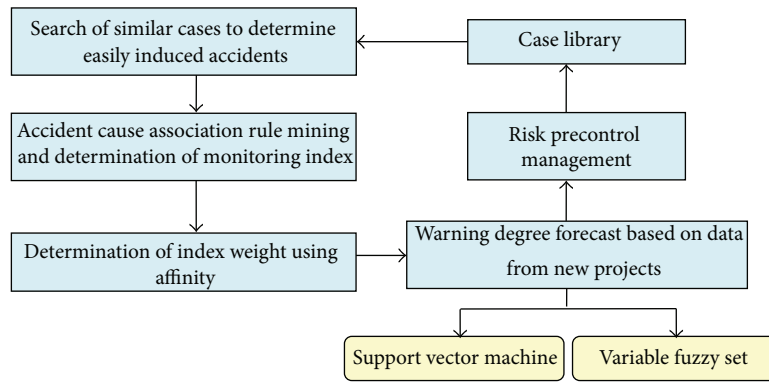 Search of similar cases to determine
easily induced accidents
Case library
Accident cause association rule mining
and determination of monitoring index
Risk precontrol
management
Determination of index weight using
affinity
Warning degree forecast based on data
from new projects
Support vector machine
Variable fuzzy set